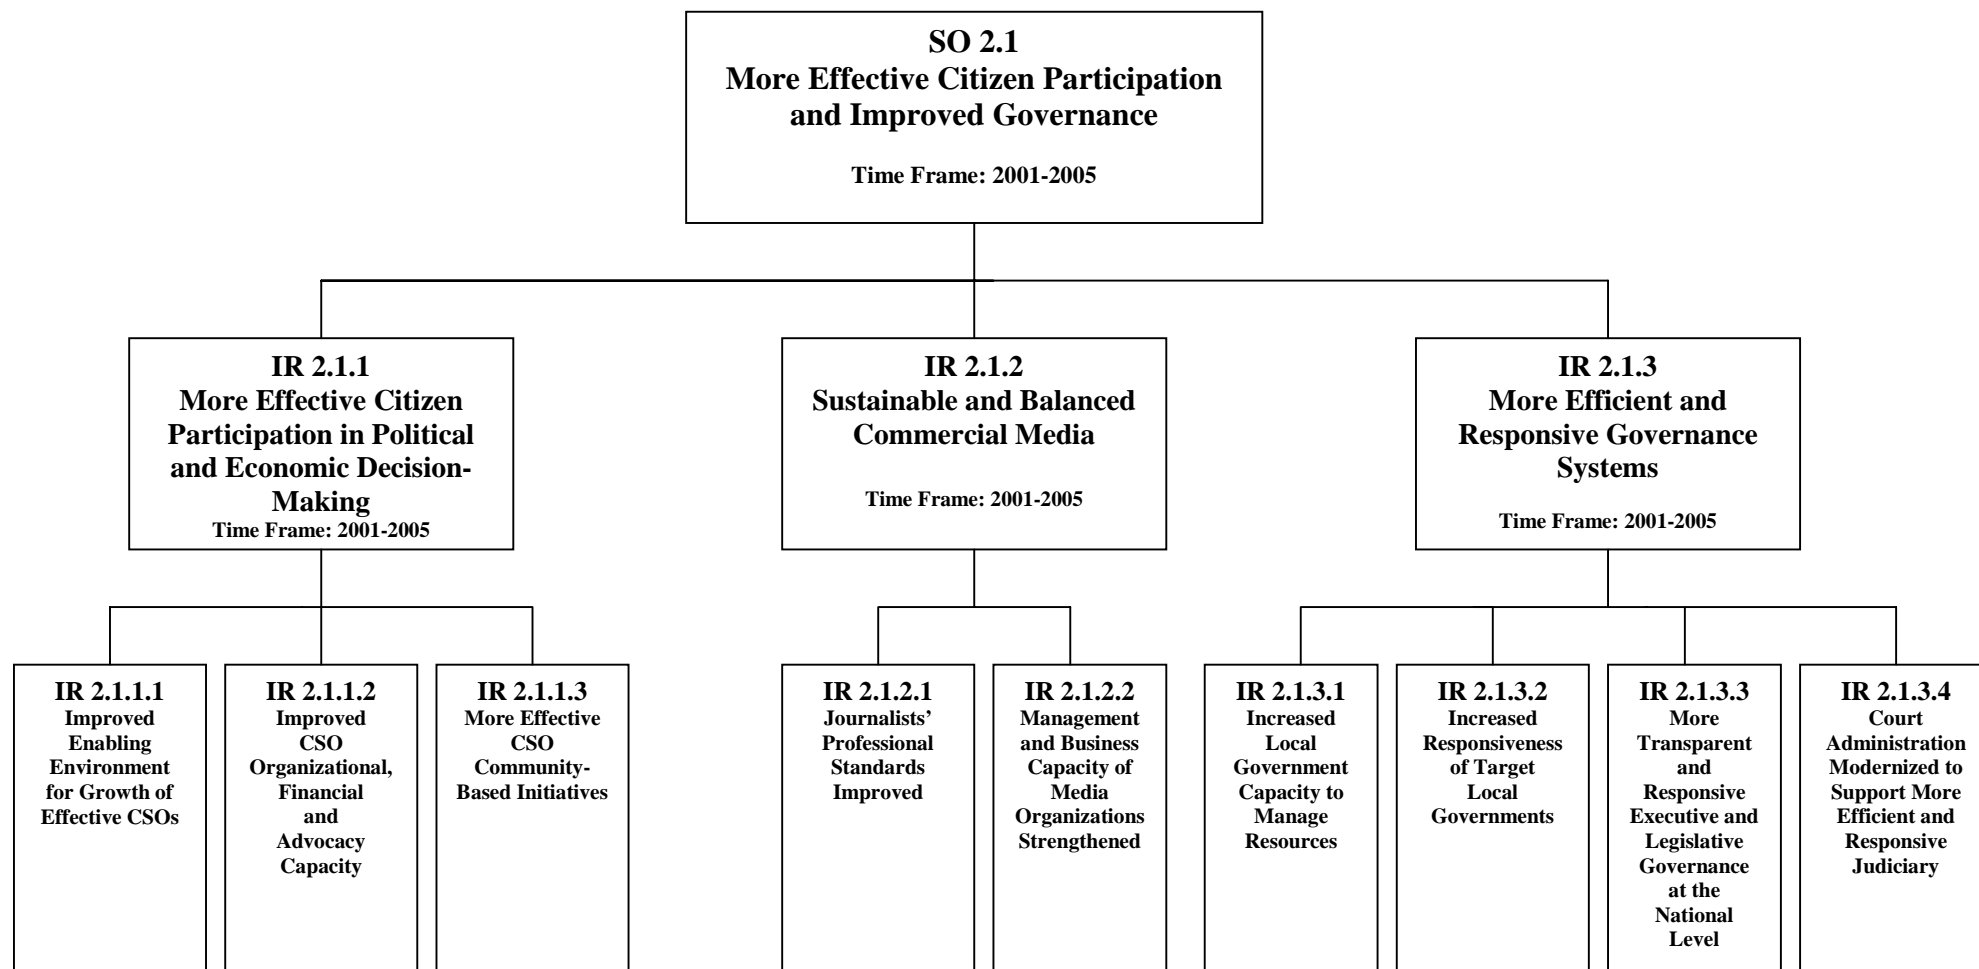 SO 2.1
More Effective Citizen Participation
and Improved Governance
Time Frame: 2001-2005
IR 2.1.1
More Effective Citizen
Participation in Political
and Economic Decision-
Making
Time Frame: 2001-2005
IR 2.1.2
Sustainable and Balanced
Commercial Media
Time Frame: 2001-2005
IR 2.1.3
More Efficient and
Responsive Governance
Systems
Time Frame: 2001-2005
IR 2.1.1.1
Improved
Enabling
Environment
for Growth of
Effective CSOs
IR 2.1.1.2
Improved
CSO
Organizational,
Financial
and
Advocacy
Capacity
IR 2.1.1.3
More Effective
CSO
Community-
Based Initiatives
IR 2.1.2.1
Journalists’
Professional
Standards
Improved
IR 2.1.2.2
Management
and Business
Capacity of
Media
Organizations
Strengthened
IR 2.1.3.1
Increased
Local
Government
Capacity to
Manage
Resources
IR 2.1.3.2
Increased
Responsiveness
of Target
Local
Governments
IR 2.1.3.3
More
Transparent
and
Responsive
Executive and
Legislative
Governance
at the
National
Level
IR 2.1.3.4
Court
Administration
Modernized to
Support More
Efficient and
Responsive
Judiciary